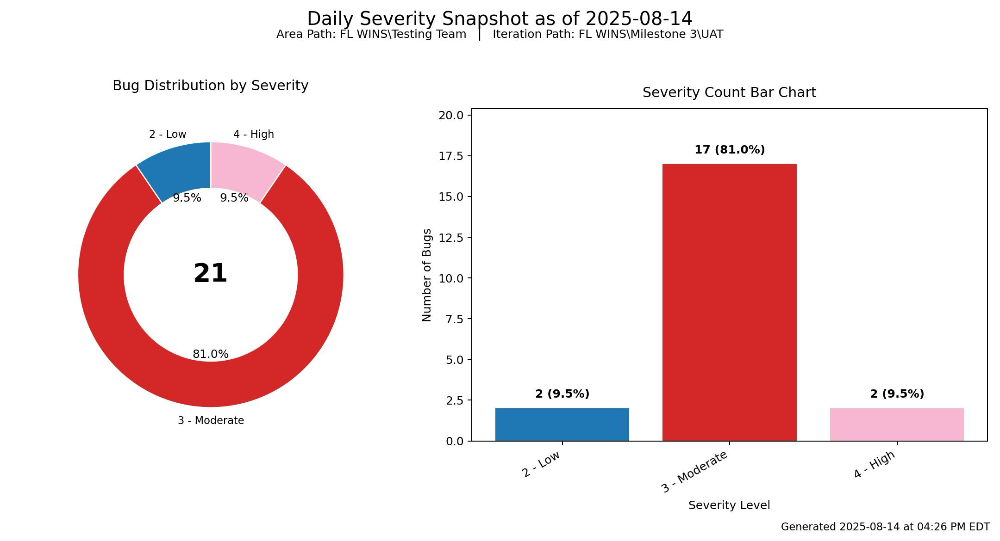 Daily Severity Snapshot as of 2025-08-14
Area Path: FL WINS\Testing Team | Iteration Path: FL WINS\Milestone 3\UAT
Bug Distribution by Severity
2 - Low
4 - High
9.5%
9.5%
21
81.0%
3 - Moderate
Severity Count Bar Chart
20.0
17.5
15.0
12.5
10.0
7.5
5.0
2.5
0.0
Number of Bugs
2 (9.5%)
17 (81.0%)
2 (9.5%)
2 - Low
3 - Moderate
4 - High
Severity Level
Generated 2025-08-14 at 04:26 PM EDT